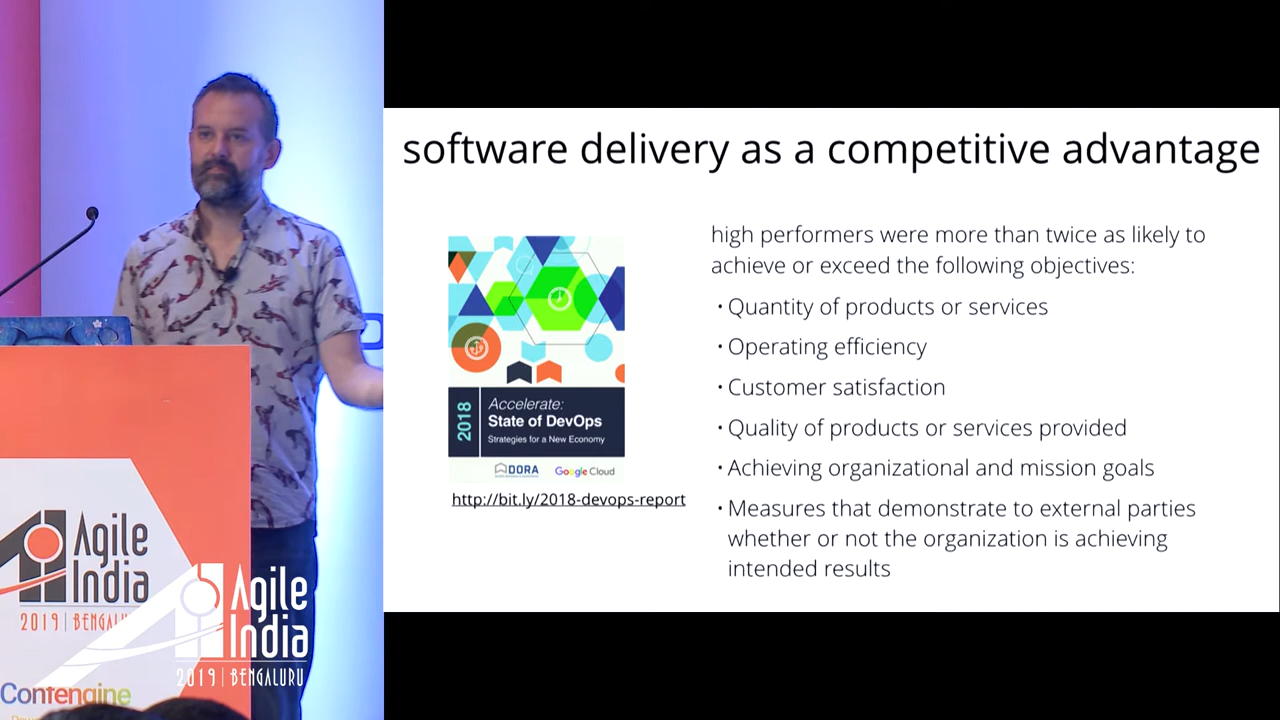 software delivery as a competitive advantage
2018
Accelerate:
State of DevOps
Strategies for a New Economy
DORA
Google Cloud
http://bit.ly/2018-devops-report
high performers were more than twice as likely to
achieve or exceed the following objectives:
• Quantity of products or services
• Operating efficiency
• Customer satisfaction
• Quality of products or services provided
• Achieving organizational and mission goals
• Measures that demonstrate to external parties
whether or not the organization is achieving
intended results
Agile
India
2019 | BENGALU
Agile
India
2019 | BENGALURU
Contengine